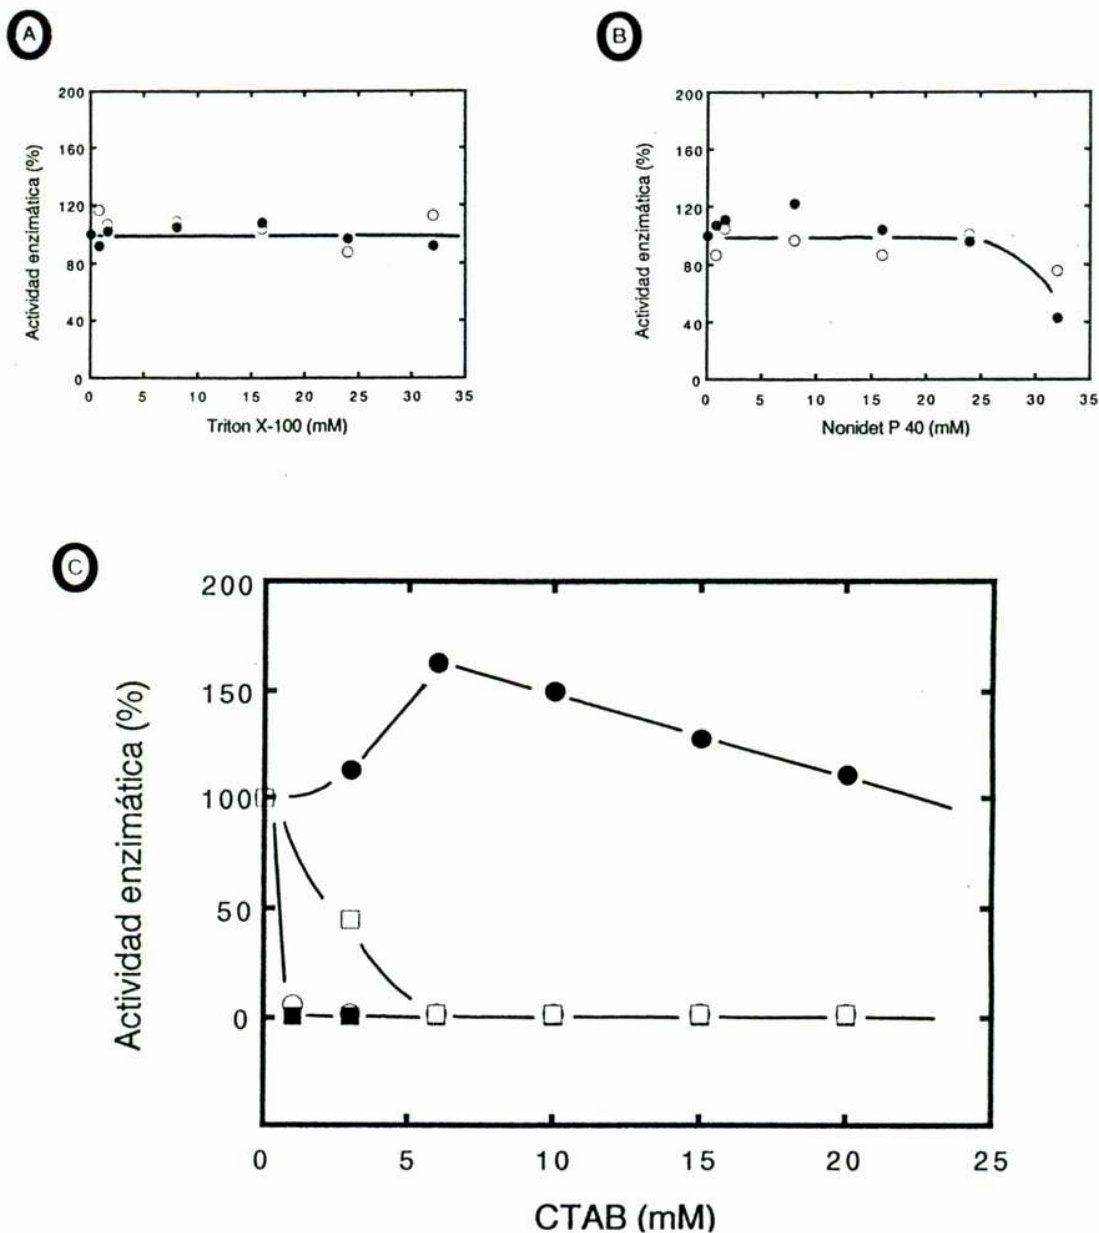 A
Actividad enzimática (%)
200
160
120
80
40
0
0 5 10 15 20 25 30 35
Triton X-100 (mM)
B
Actividad enzimática (%)
200
160
120
80
40
0
0 5 10 15 20 25 30 35
Nonidet P 40 (mM)
C
Actividad enzimática (%)
200
150
100
50
0
0 5 10 15 20 25
CTAB (mM)